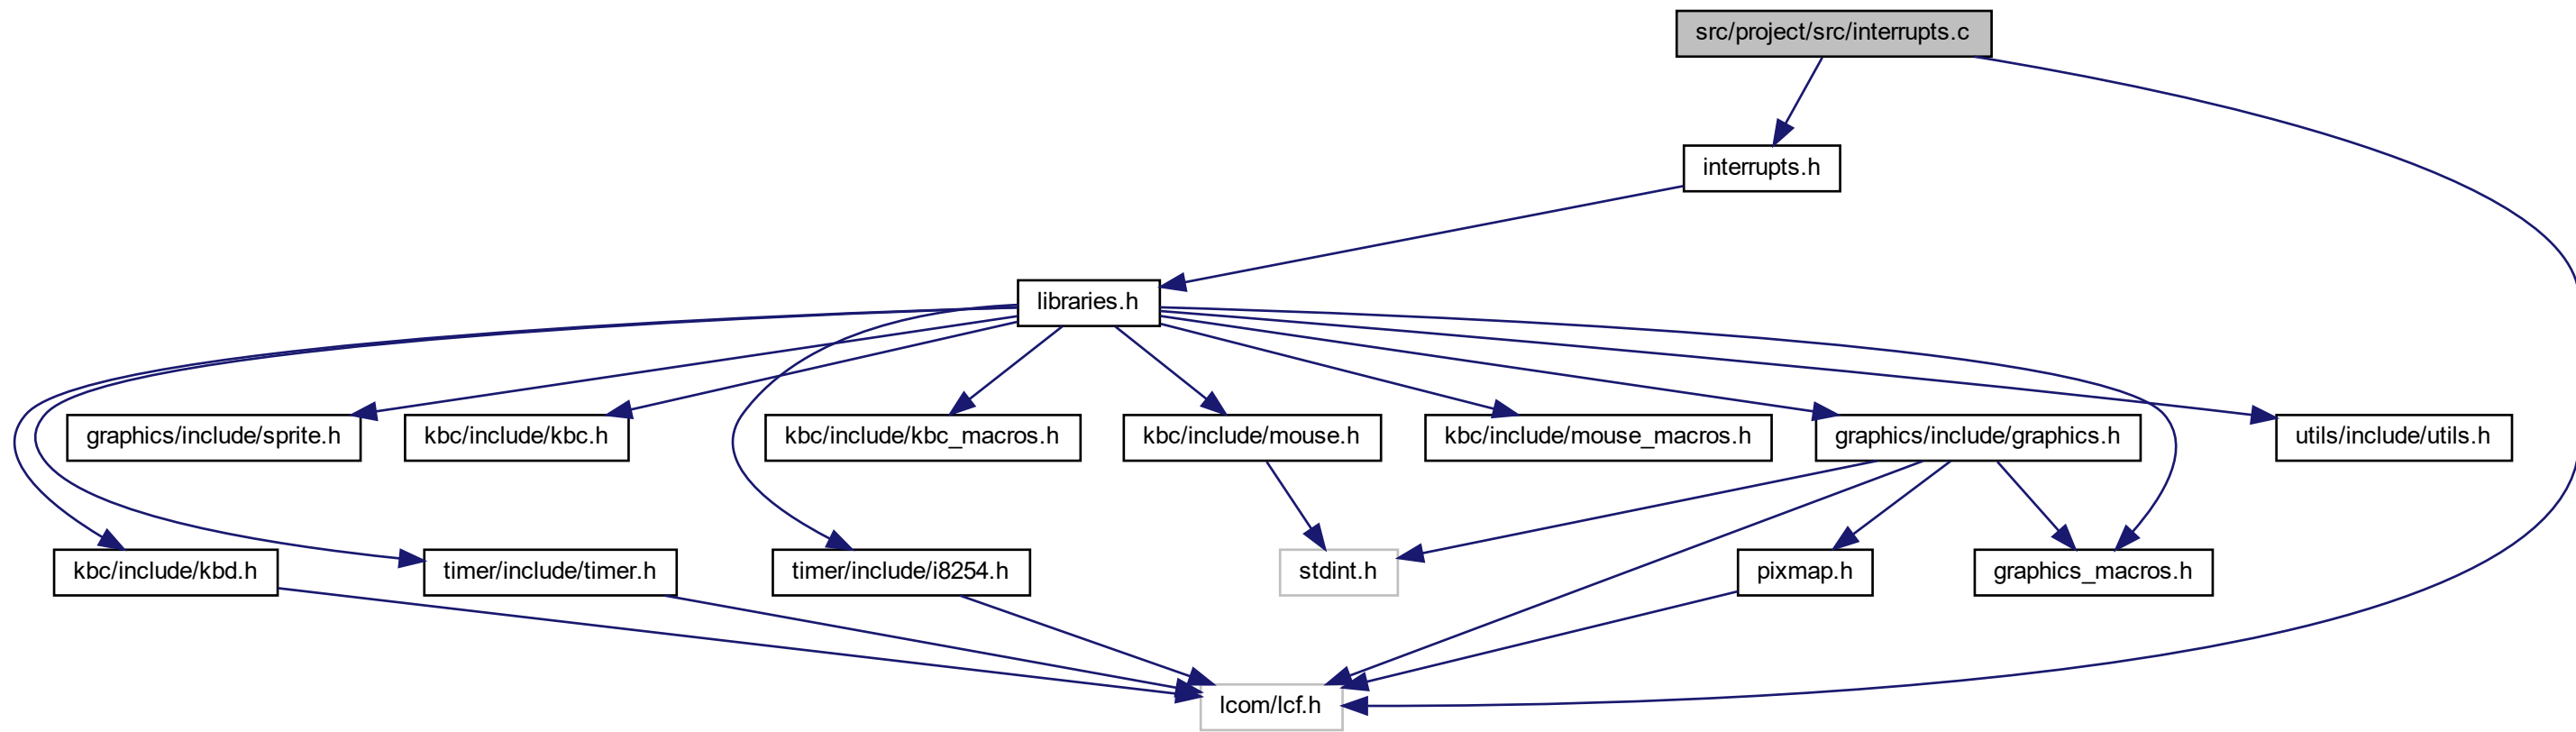 src/project/src/interrupts.c
interrupts.h
libraries.h
graphics/include/sprite.h
kbc/include/kbc.h
kbc/include/kbc_macros.h
kbc/include/mouse.h
kbc/include/mouse_macros.h
graphics/include/graphics.h
utils/include/utils.h
kbc/include/kbd.h
timer/include/timer.h
timer/include/i8254.h
stdint.h
pixmap.h
graphics_macros.h
lcom/lcf.h